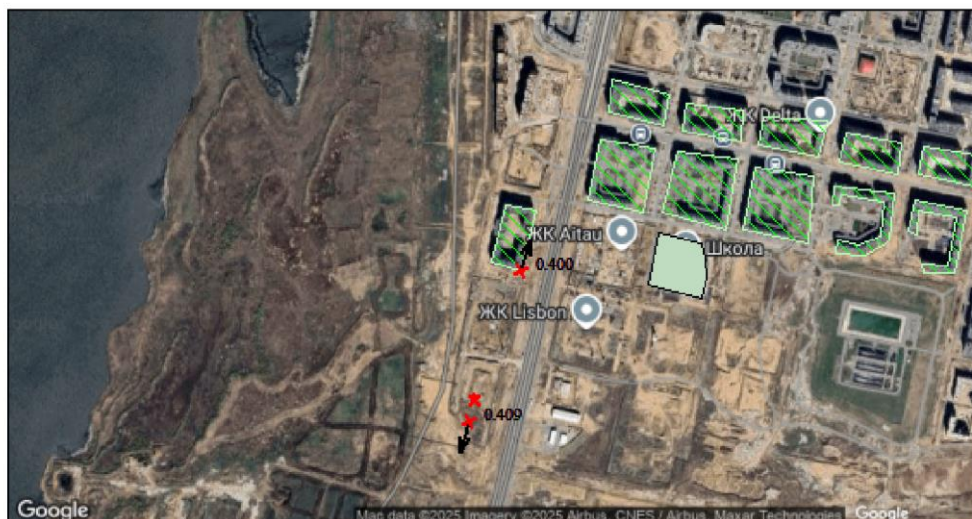 ЖК Delta
ЖК Aitau
Школа
0.400
ЖК Lisbon
0.409
Google
Map data ©2025 Imagery ©2025 Airbus, CNES / Airbus, Maxar Technologies
Google